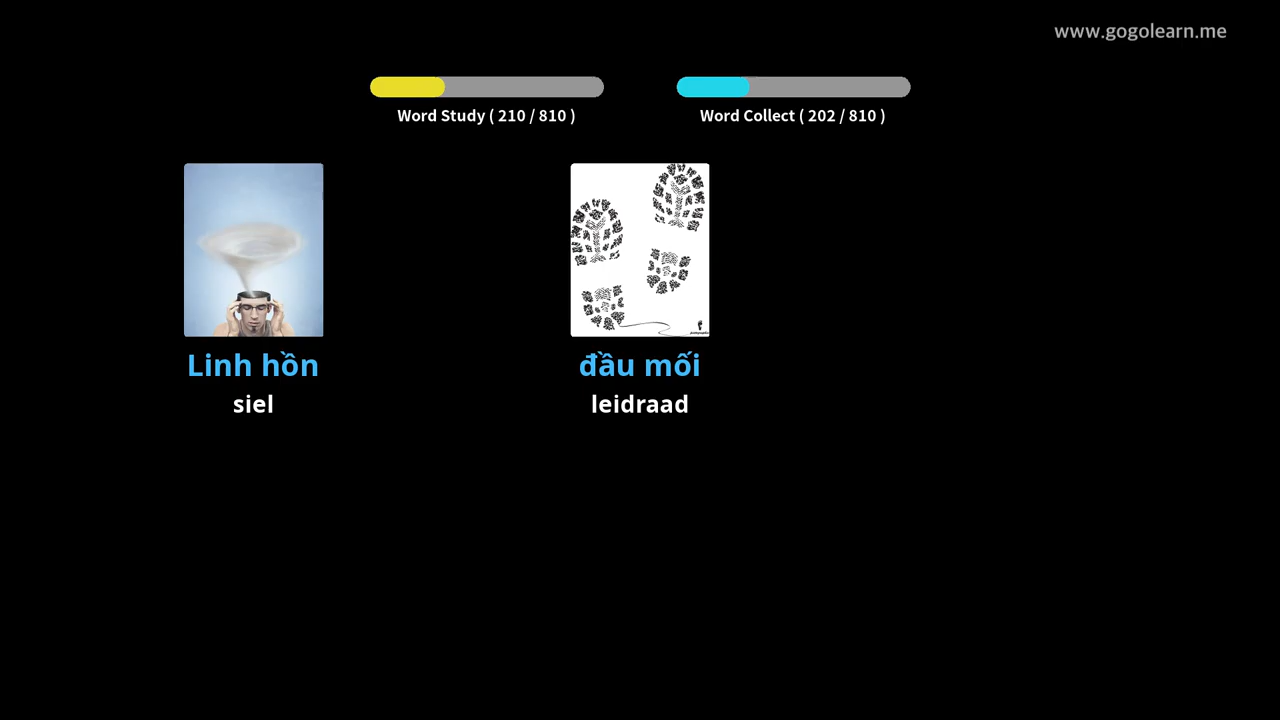 www.gogolearn.me
Word Study ( 210 / 810 )
Word Collect ( 202 / 810 )
Linh hồn
siel
đầu mối
leidraad